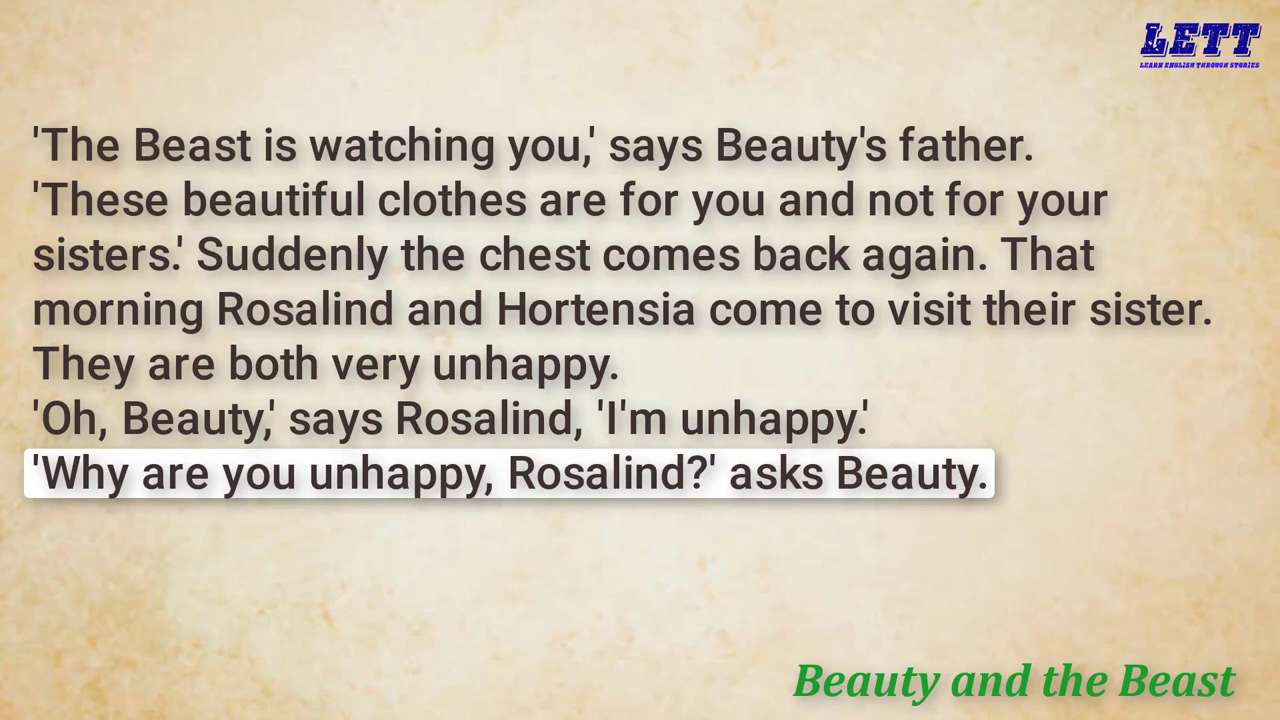 LETT
LEARN ENGLISH THROUGH STORIES
'The Beast is watching you,' says Beauty's father.
'These beautiful clothes are for you and not for your
sisters.' Suddenly the chest comes back again. That
morning Rosalind and Hortensia come to visit their sister.
They are both very unhappy.
'Oh, Beauty,' says Rosalind, 'I'm unhappy.'
'Why are you unhappy, Rosalind?' asks Beauty.
Beauty and the Beast